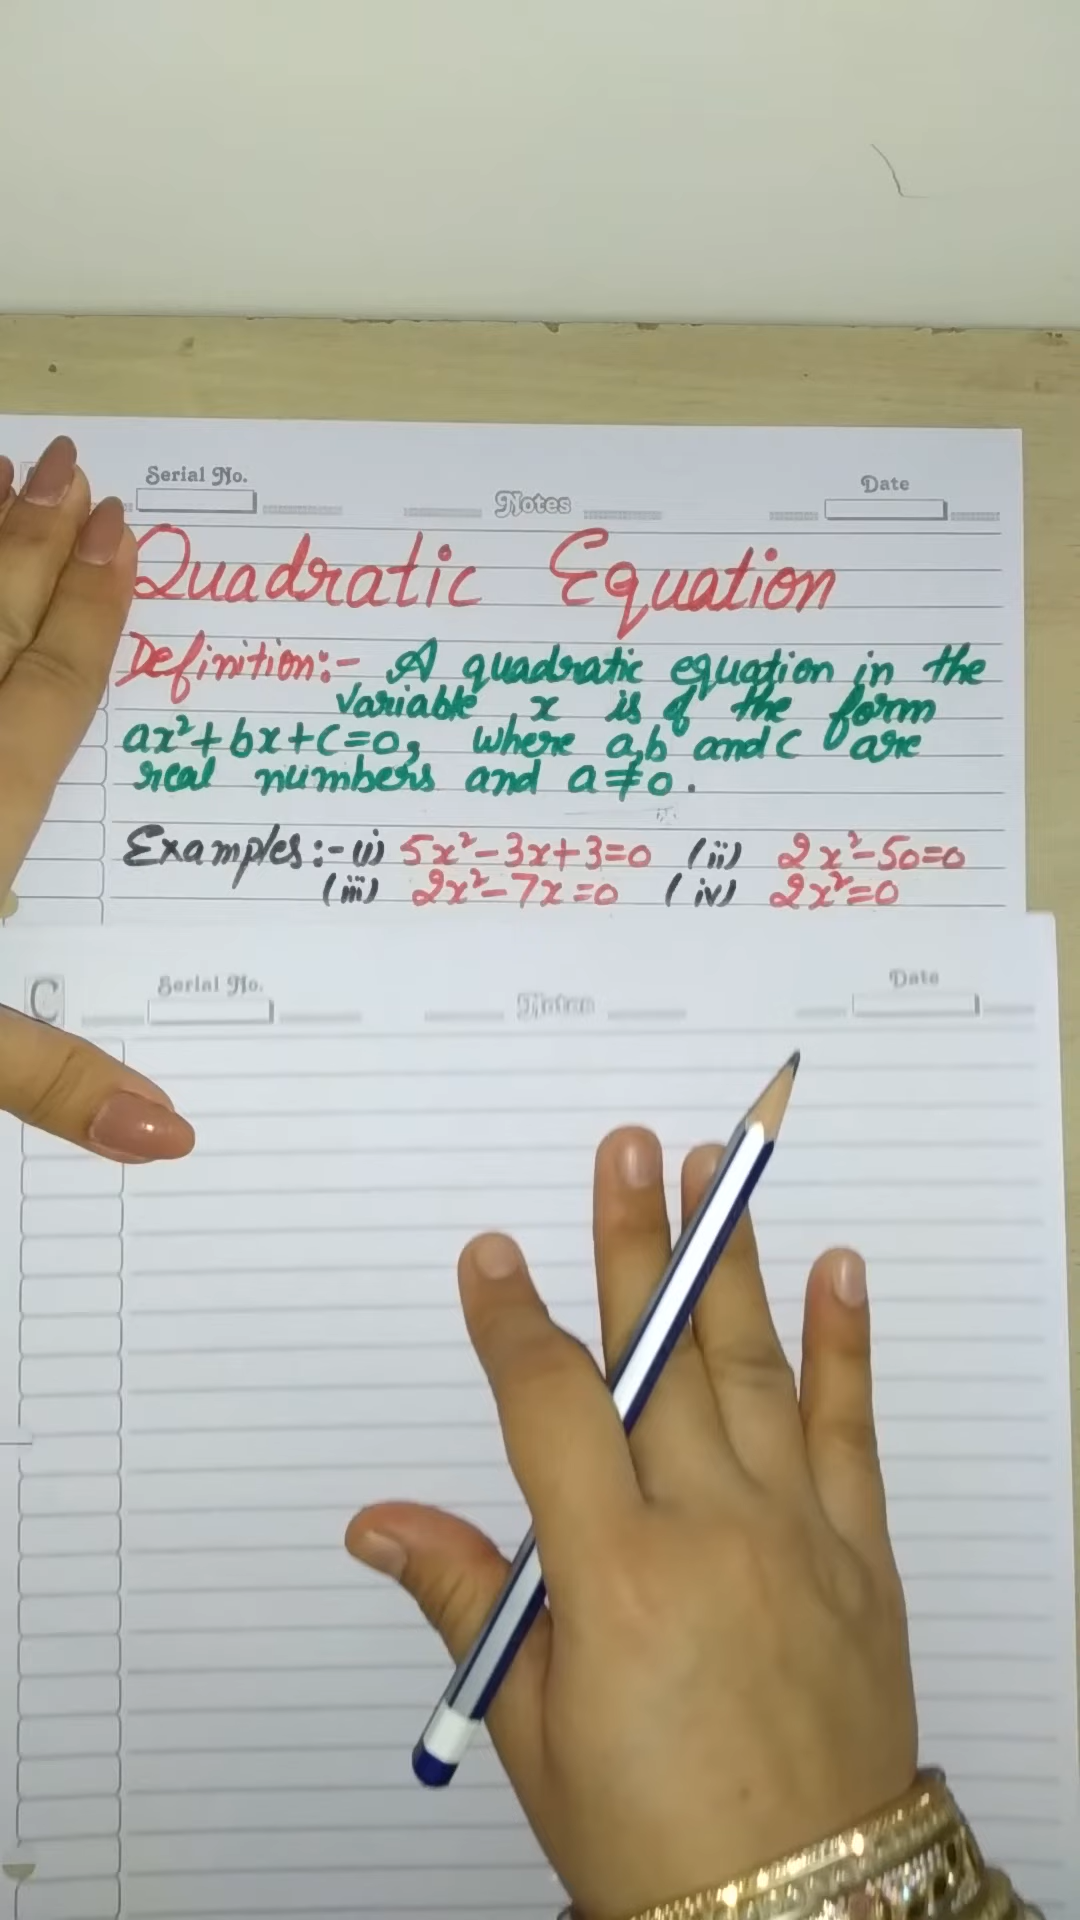 Serial No.
Notes
Date
Quadratic Equation
Definition:- A quadratic equation in the
variable x is of the form
ax²+bx+c=0, where a,b and c are
real numbers and a≠0.
Examples:- (i) 5x²-3x+3=0 (ii) 2x²-50=0
(iii) 2x²-7x=0 (iv) 2x²=0
C
Serial No.
Notes
Date